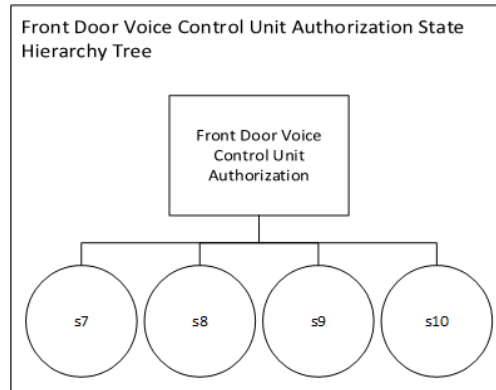 Front Door Voice Control Unit Authorization State
Hierarchy Tree
Front Door Voice
Control Unit
Authorization
s7
s8
s9
s10